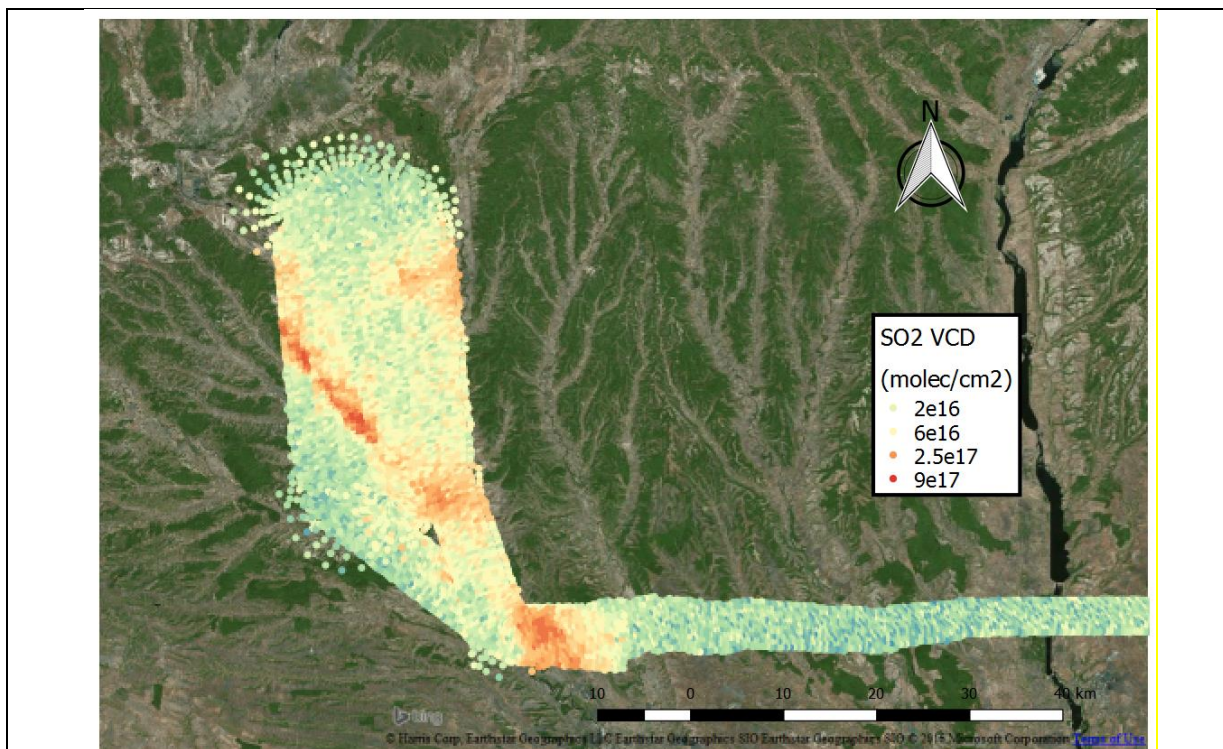 N
SO2 VCD
(molec/cm2)
2e16
6e16
2.5e17
9e17
10 0 10 20 30 40 km
bing
© Harris Corp, Earthstar Geographics LLC Earthstar Geographics SIO Earthstar Geographics SIO © 2016 Microsoft Corporation Terms of Use